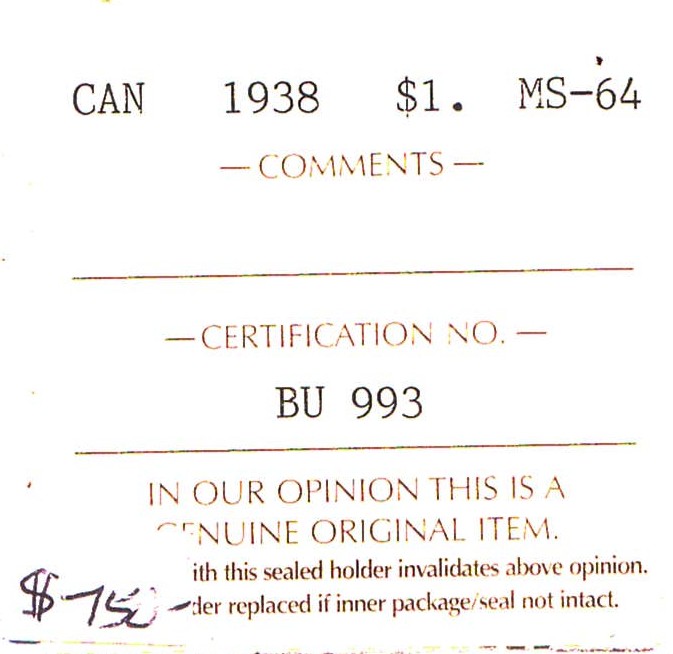 CAN 1938 $1. MS-64
— COMMENTS —
— CERTIFICATION NO. —
BU 993
IN OUR OPINION THIS IS A
GENUINE ORIGINAL ITEM.
ith this sealed holder invalidates above opinion.
der replaced if inner package/seal not intact.
$750